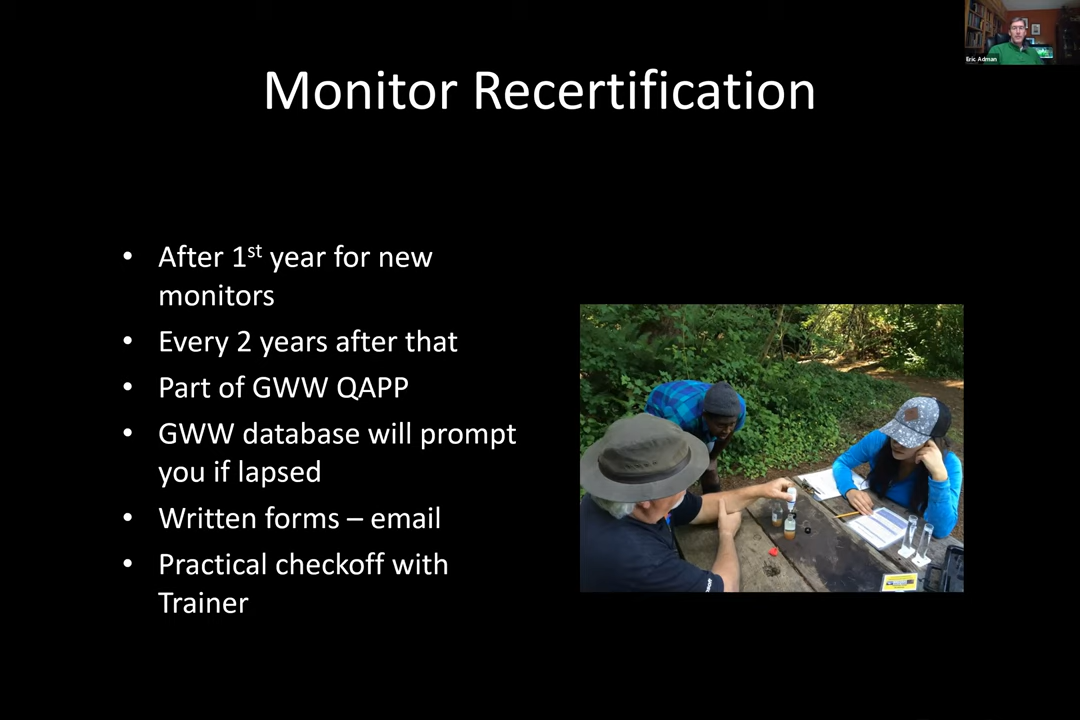 Eric Adman
Monitor Recertification
• After 1st year for new
monitors
• Every 2 years after that
• Part of GWW QAPP
• GWW database will prompt
you if lapsed
• Written forms – email
• Practical checkoff with
Trainer